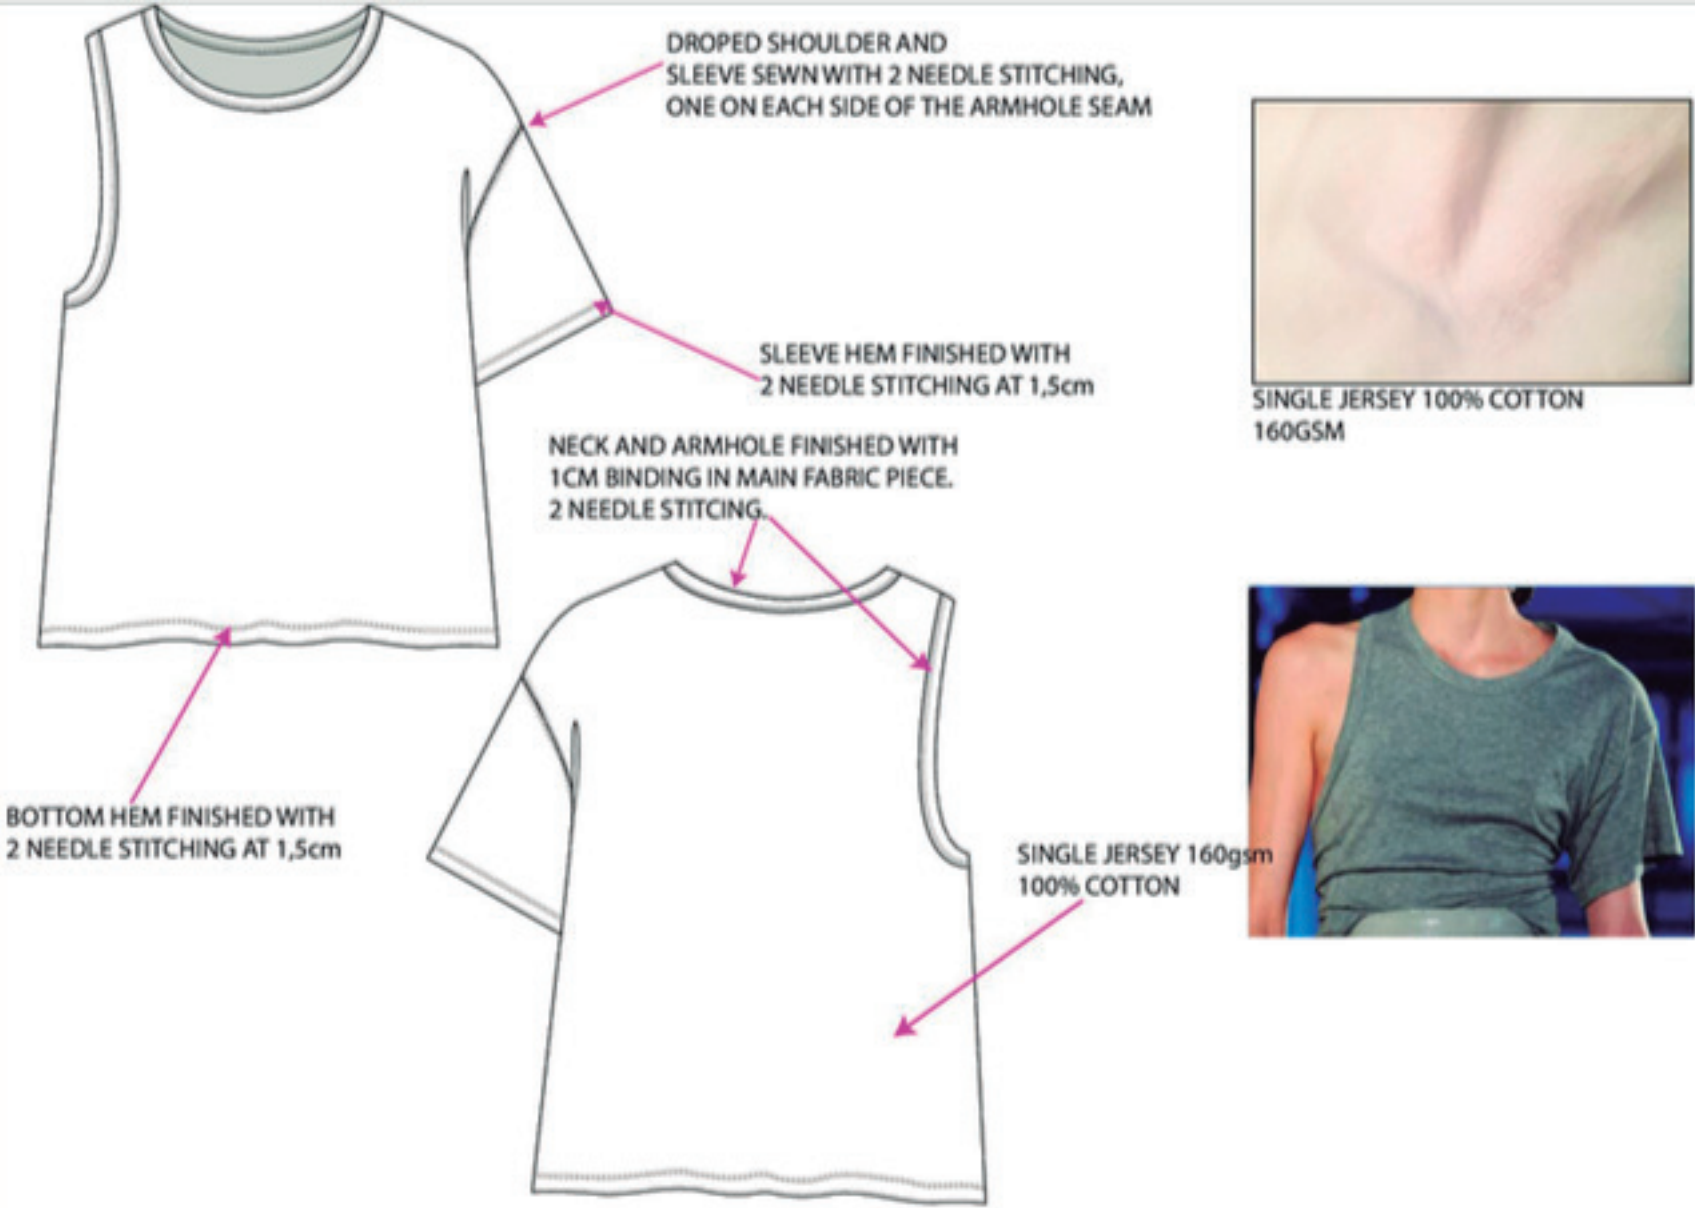 DROPED SHOULDER AND
SLEEVE SEWN WITH 2 NEEDLE STITCHING,
ONE ON EACH SIDE OF THE ARMHOLE SEAM
SLEEVE HEM FINISHED WITH
2 NEEDLE STITCHING AT 1,5cm
SINGLE JERSEY 100% COTTON
160GSM
NECK AND ARMHOLE FINISHED WITH
1CM BINDING IN MAIN FABRIC PIECE.
2 NEEDLE STITCING.
BOTTOM HEM FINISHED WITH
2 NEEDLE STITCHING AT 1,5cm
SINGLE JERSEY 160gsm
100% COTTON